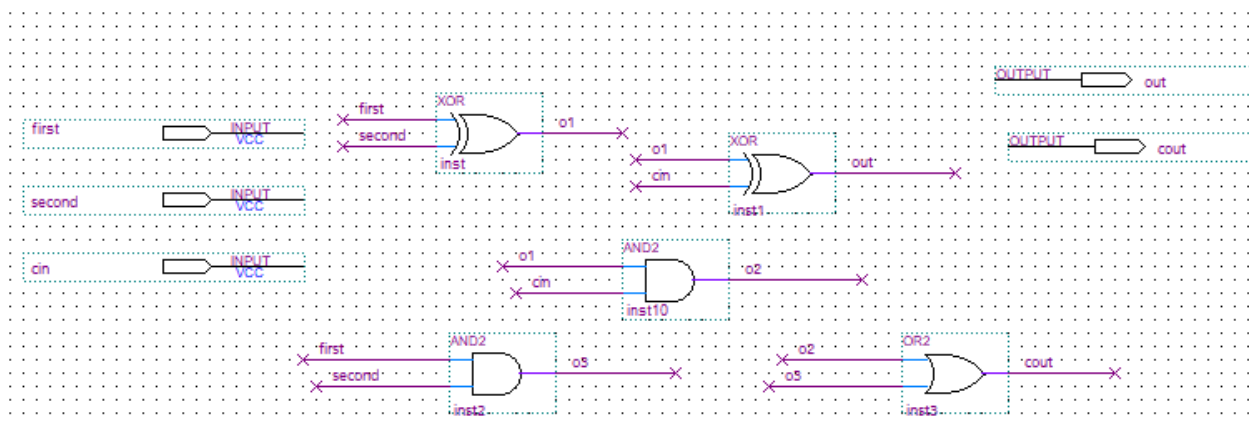 first
INPUT
VCC
second
INPUT
VCC
cin
INPUT
VCC
XOR
first
second
o1
inst
XOR
o1
cin
out
inst1
OUTPUT
out
OUTPUT
cout
AND2
o1
cin
o2
inst10
AND2
first
second
o3
inst2
OR2
o2
o3
cout
inst3